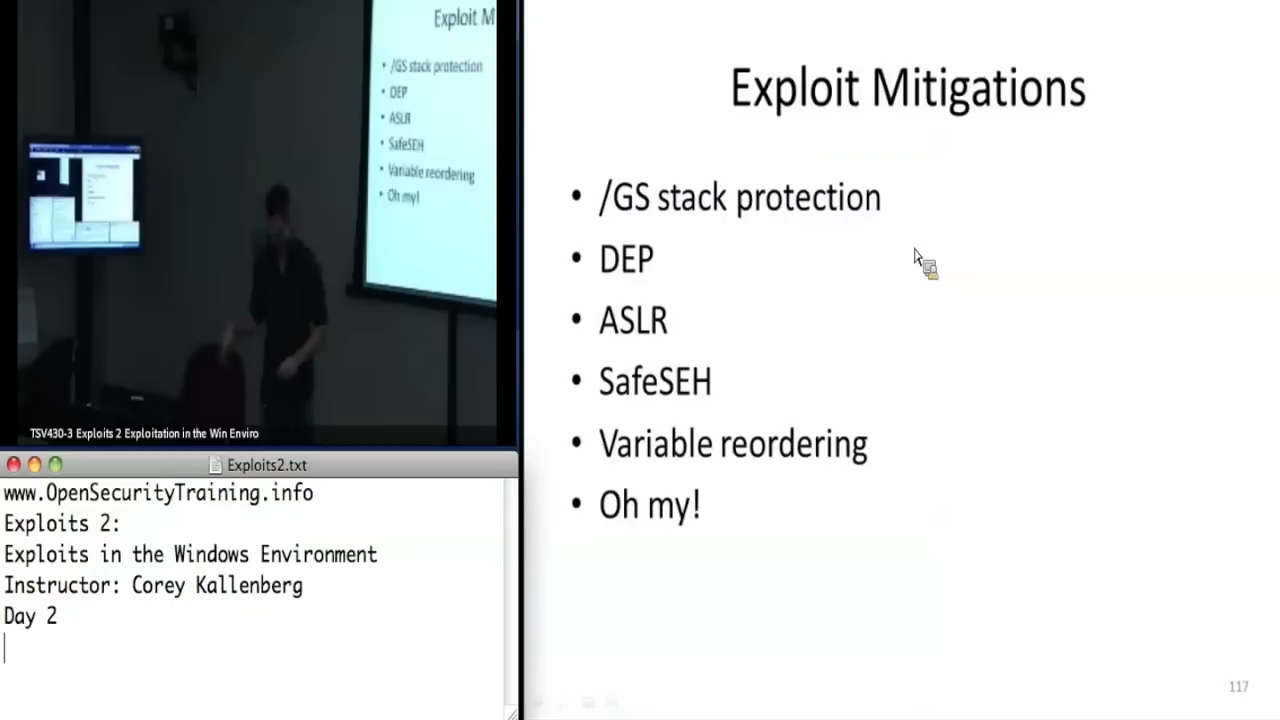 Exploit M
• /GS stack protection
• DEP
• ASLR
• SafeSEH
• Variable reordering
• Oh my!
TSV430-3 Exploits 2 Exploitation in the Win Enviro
Exploits2.txt
www.OpenSecurityTraining.info
Exploits 2:
Exploits in the Windows Environment
Instructor: Corey Kallenberg
Day 2
Exploit Mitigations
• /GS stack protection
• DEP
• ASLR
• SafeSEH
• Variable reordering
• Oh my!
117